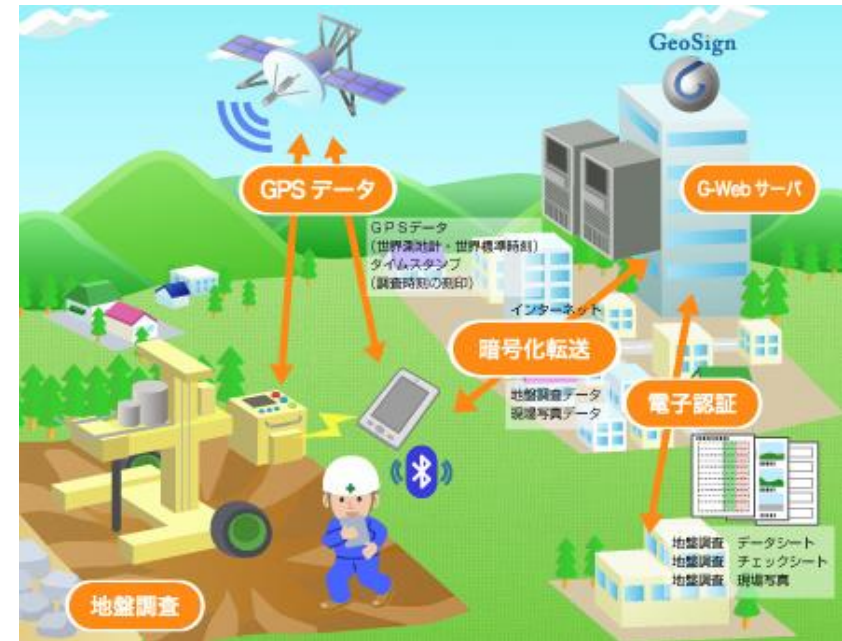 GeoSign
GPS データ
G-Web サーバ
GPSデータ
(世界測地計・世界標準時刻)
タイムスタンプ
(調査時刻の刻印)
インターネット
暗号化転送
地盤調査データ
現場写真データ
電子認証
地盤調査 データシート
地盤調査 チェックシート
地盤調査 現場写真
地盤調査